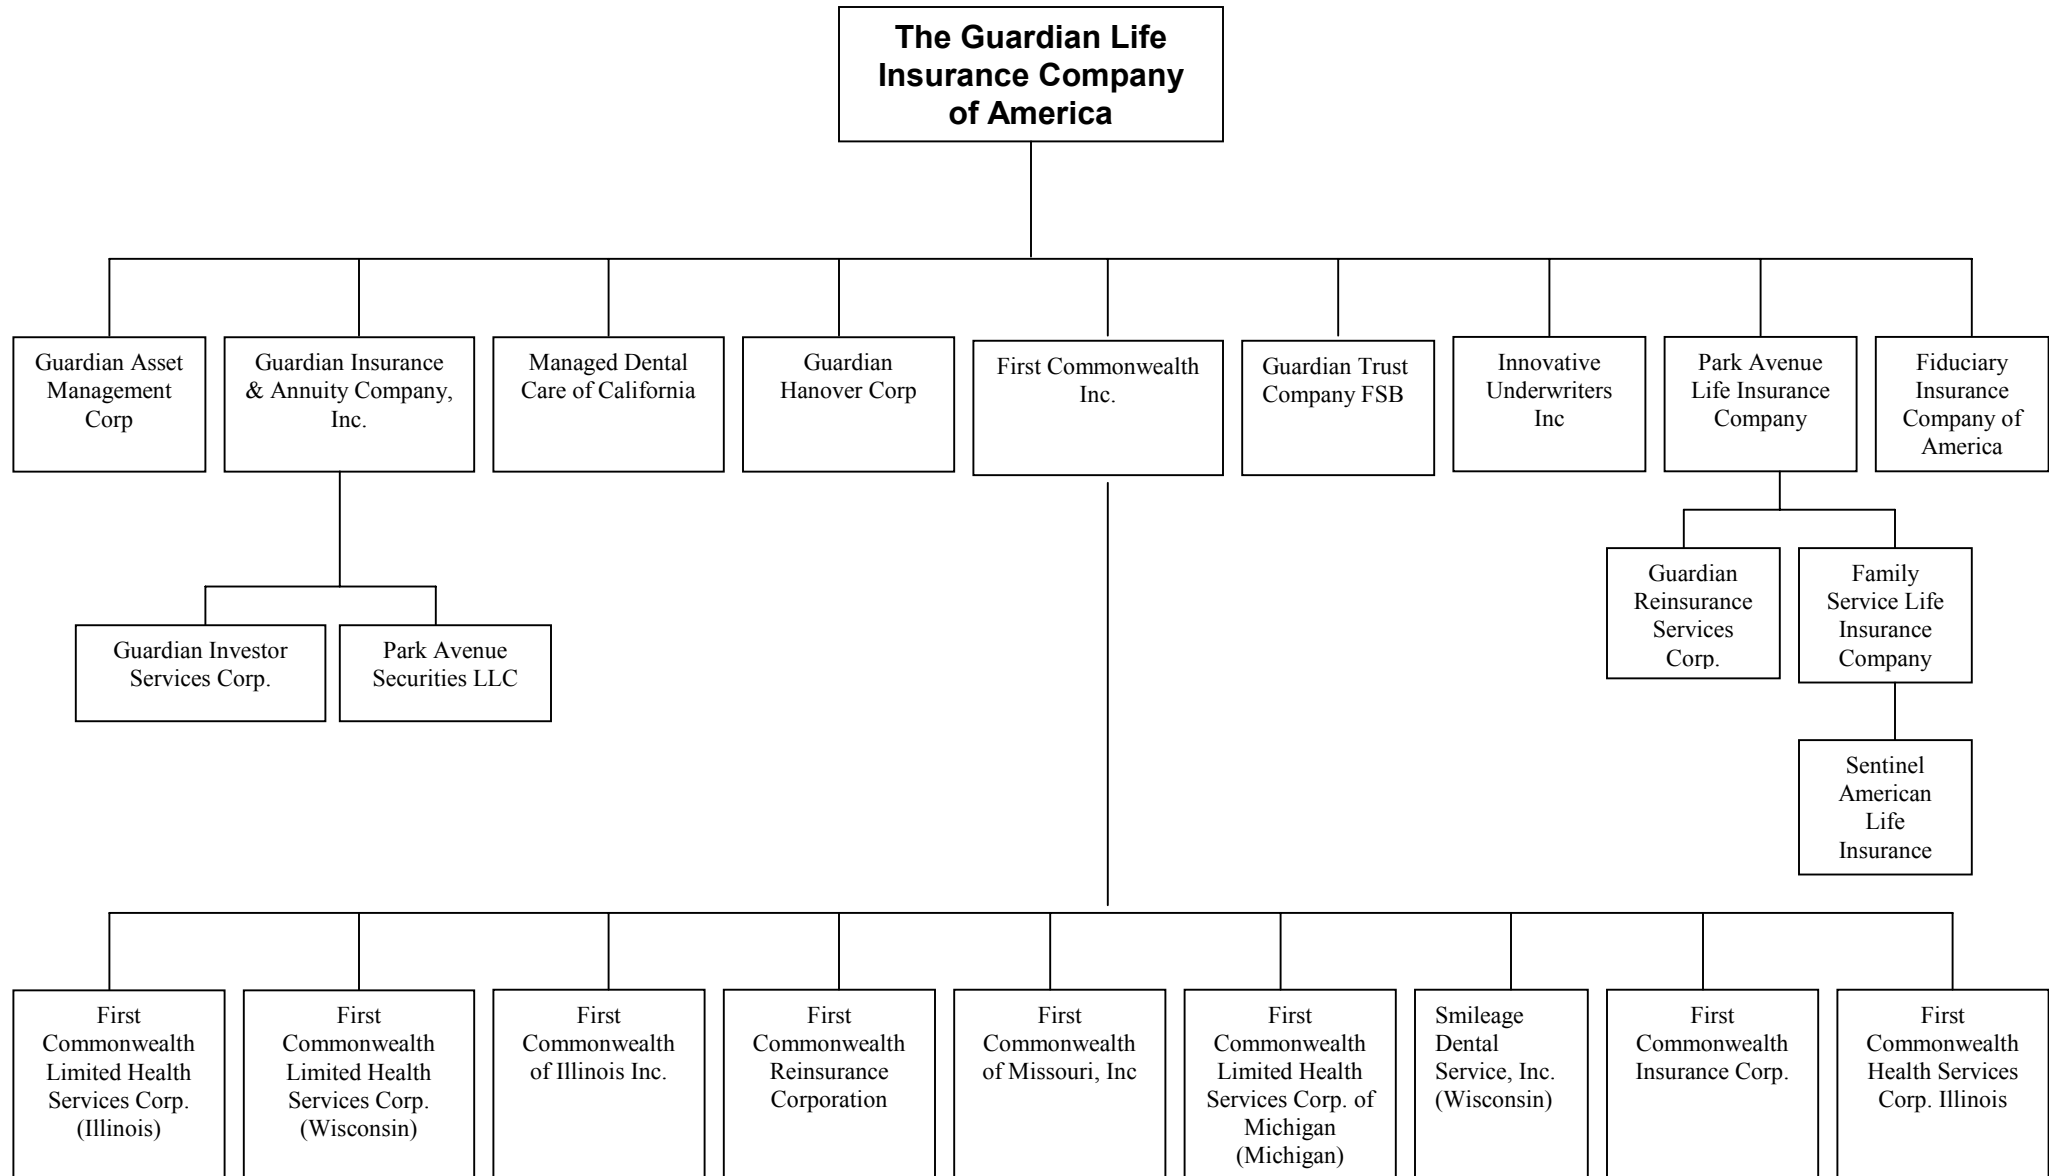 The Guardian Life
Insurance Company
of America
Guardian Asset
Management
Corp
Guardian Insurance
& Annuity Company,
Inc.
Managed Dental
Care of California
Guardian
Hanover Corp
First Commonwealth
Inc.
Guardian Trust
Company FSB
Innovative
Underwriters
Inc
Park Avenue
Life Insurance
Company
Fiduciary
Insurance
Company of
America
Guardian
Reinsurance
Services
Corp.
Family
Service Life
Insurance
Company
Guardian Investor
Services Corp.
Park Avenue
Securities LLC
Sentinel
American
Life
Insurance
First
Commonwealth
Limited Health
Services Corp.
(Illinois)
First
Commonwealth
Limited Health
Services Corp.
(Wisconsin)
First
Commonwealth
of Illinois Inc.
First
Commonwealth
Reinsurance
Corporation
First
Commonwealth
of Missouri, Inc
First
Commonwealth
Limited Health
Services Corp. of
Michigan
(Michigan)
Smileage
Dental
Service, Inc.
(Wisconsin)
First
Commonwealth
Insurance Corp.
First
Commonwealth
Health Services
Corp. Illinois